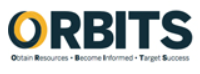 ORBITS
Obtain Resources • Become Informed • Target Success